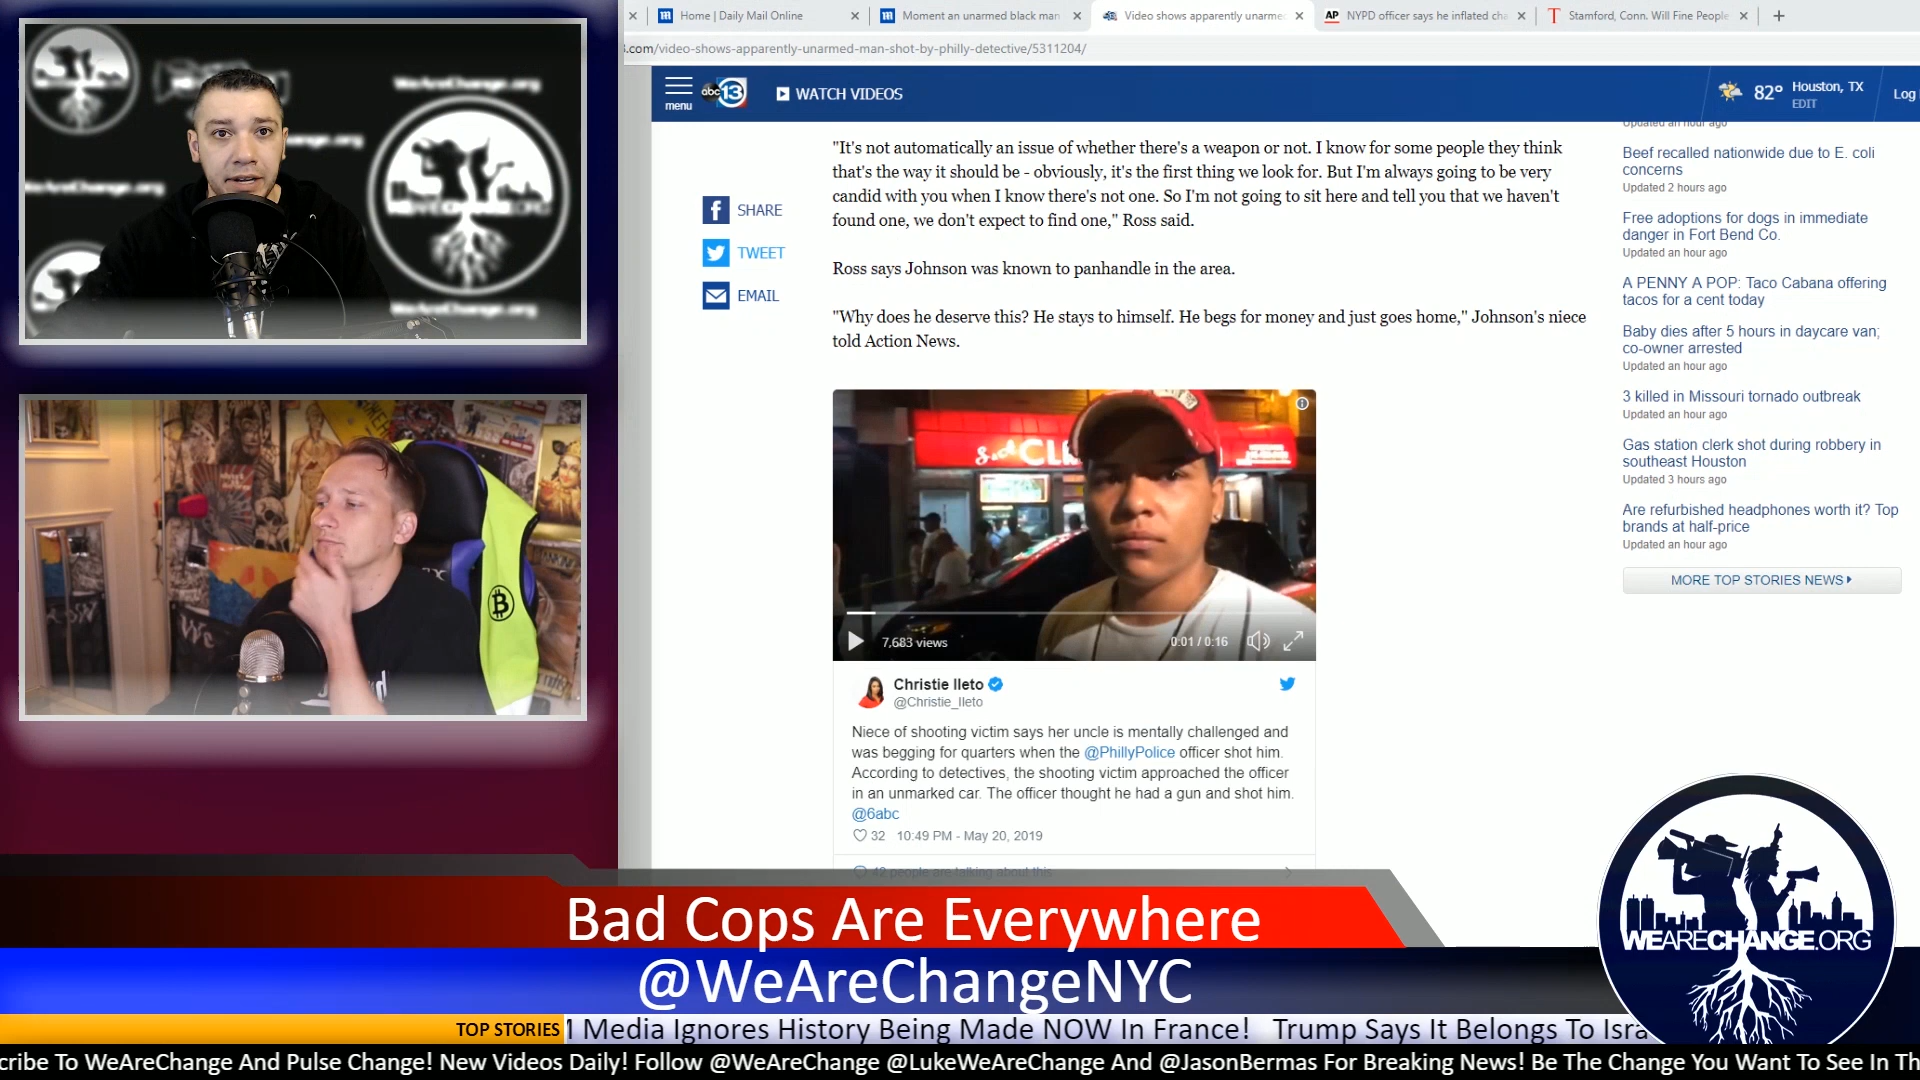 Home | Daily Mail Online
Moment an unarmed black man
Video shows apparently unarme
NYPD officer says he inflated cha
Stamford, Conn. Will Fine People
.com/video-shows-apparently-unarmed-man-shot-by-philly-detective/5311204/
menu
abc 13
WATCH VIDEOS
82° Houston, TX
EDIT
Log
WeAreChange.org
WeAreChange.org
WeAreChange.org
"It's not automatically an issue of whether there's a weapon or not. I know for some people they think
that's the way it should be - obviously, it's the first thing we look for. But I'm always going to be very
candid with you when I know there's not one. So I'm not going to sit here and tell you that we haven't
found one, we don't expect to find one," Ross said.
SHARE
TWEET
EMAIL
Ross says Johnson was known to panhandle in the area.
"Why does he deserve this? He stays to himself. He begs for money and just goes home," Johnson's niece
told Action News.
Updated an hour ago
Beef recalled nationwide due to E. coli
concerns
Updated 2 hours ago
Free adoptions for dogs in immediate
danger in Fort Bend Co.
Updated an hour ago
A PENNY A POP: Taco Cabana offering
tacos for a cent today
Baby dies after 5 hours in daycare van;
co-owner arrested
Updated an hour ago
3 killed in Missouri tornado outbreak
Updated an hour ago
Gas station clerk shot during robbery in
southeast Houston
Updated 3 hours ago
Are refurbished headphones worth it? Top
brands at half-price
Updated an hour ago
MORE TOP STORIES NEWS
7,683 views
0:01 / 0:16
Christie Ileto
@Christie_Ileto
Niece of shooting victim says her uncle is mentally challenged and
was begging for quarters when the @PhillyPolice officer shot him.
According to detectives, the shooting victim approached the officer
in an unmarked car. The officer thought he had a gun and shot him.
@6abc
32 10:49 PM - May 20, 2019
42 people are talking about this
Bad Cops Are Everywhere
@WeAreChangeNYC
WEARECHANGE.ORG
TOP STORIES
Media Ignores History Being Made NOW In France! Trump Says It Belongs To Isra
cribe To WeAreChange And Pulse Change! New Videos Daily! Follow @WeAreChange @LukeWeAreChange And @JasonBermas For Breaking News! Be The Change You Want To See In Th